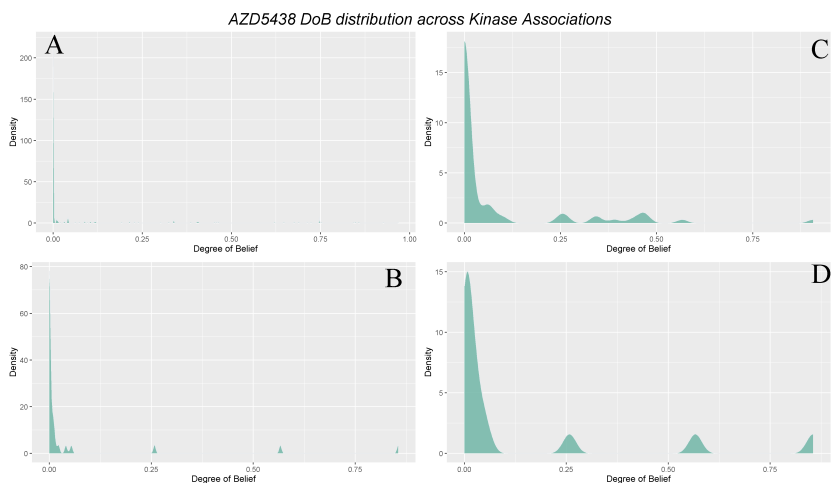 AZD5438 DoB distribution across Kinase Associations
A
200
150
100
50
0
Density
0.00 0.25 0.50 0.75 1.00
Degree of Belief
C
15
10
5
0
Density
0.00 0.25 0.50 0.75
Degree of Belief
B
80
60
40
20
0
Density
0.00 0.25 0.50 0.75
Degree of Belief
D
15
10
5
0
Density
0.00 0.25 0.50 0.75
Degree of Belief